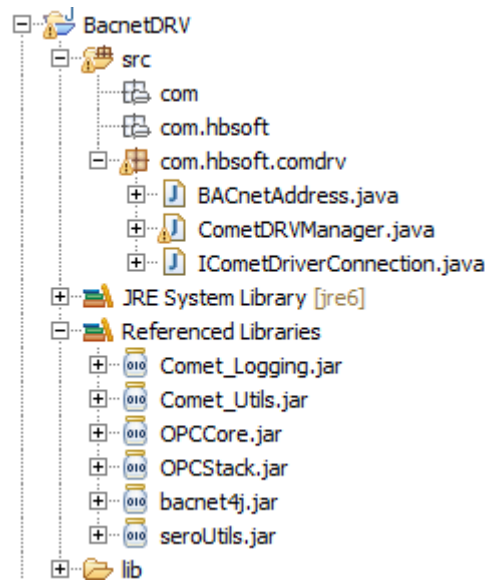 BacnetDRV
src
com
com.hbsoft
com.hbsoft.comdrv
BACnetAddress.java
CometDRVManager.java
ICometDriverConnection.java
JRE System Library [jre6]
Referenced Libraries
Comet_Logging.jar
Comet_Utils.jar
OPCCore.jar
OPCStack.jar
bacnet4j.jar
seroUtils.jar
lib